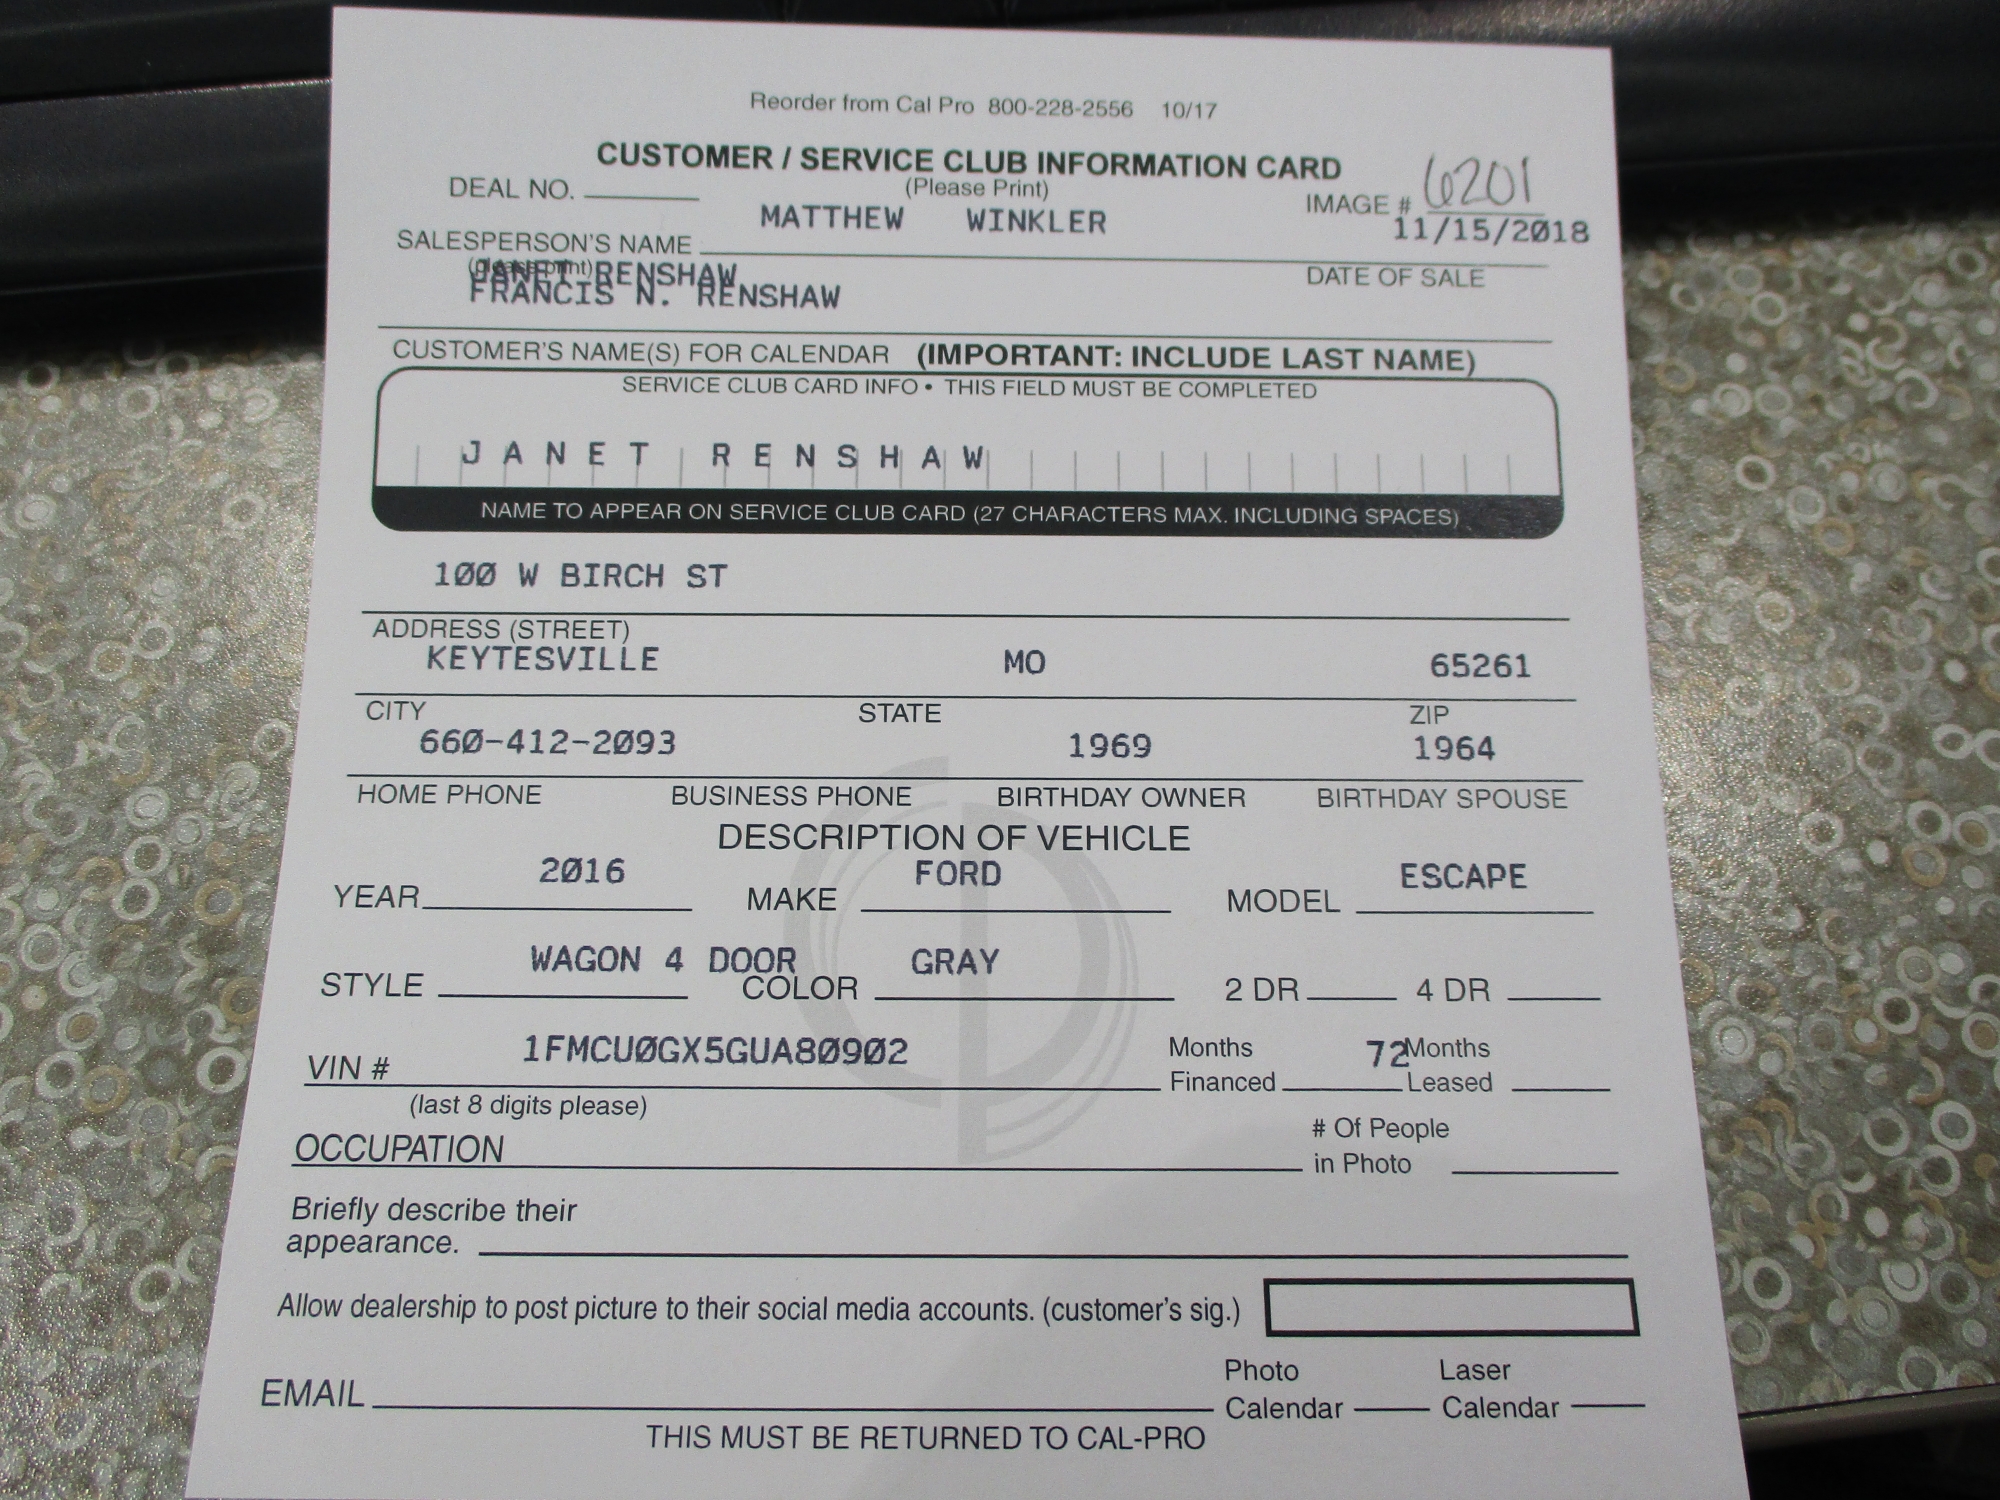 Reorder from Cal Pro 800-228-2556 10/17
CUSTOMER / SERVICE CLUB INFORMATION CARD
(Please Print)
DEAL NO.
IMAGE # 6201
MATTHEW WINKLER
11/15/2018
SALESPERSON'S NAME
(please print)
DATE OF SALE
JANET RENSHAW
FRANCIS N. RENSHAW
CUSTOMER'S NAME(S) FOR CALENDAR (IMPORTANT: INCLUDE LAST NAME)
SERVICE CLUB CARD INFO • THIS FIELD MUST BE COMPLETED
JANET RENSHAW
NAME TO APPEAR ON SERVICE CLUB CARD (27 CHARACTERS MAX. INCLUDING SPACES)
100 W BIRCH ST
ADDRESS (STREET)
KEYTESVILLE MO 65261
CITY STATE ZIP
660-412-2093 1969 1964
HOME PHONE BUSINESS PHONE BIRTHDAY OWNER BIRTHDAY SPOUSE
DESCRIPTION OF VEHICLE
YEAR 2016 MAKE FORD MODEL ESCAPE
STYLE WAGON 4 DOOR COLOR GRAY 2 DR 4 DR
VIN # 1FMCU0GX5GUA80902 Months Financed 72 Months Leased
(last 8 digits please)
OCCUPATION # Of People in Photo
Briefly describe their
appearance.
Allow dealership to post picture to their social media accounts. (customer's sig.)
EMAIL Photo Calendar Laser Calendar
THIS MUST BE RETURNED TO CAL-PRO